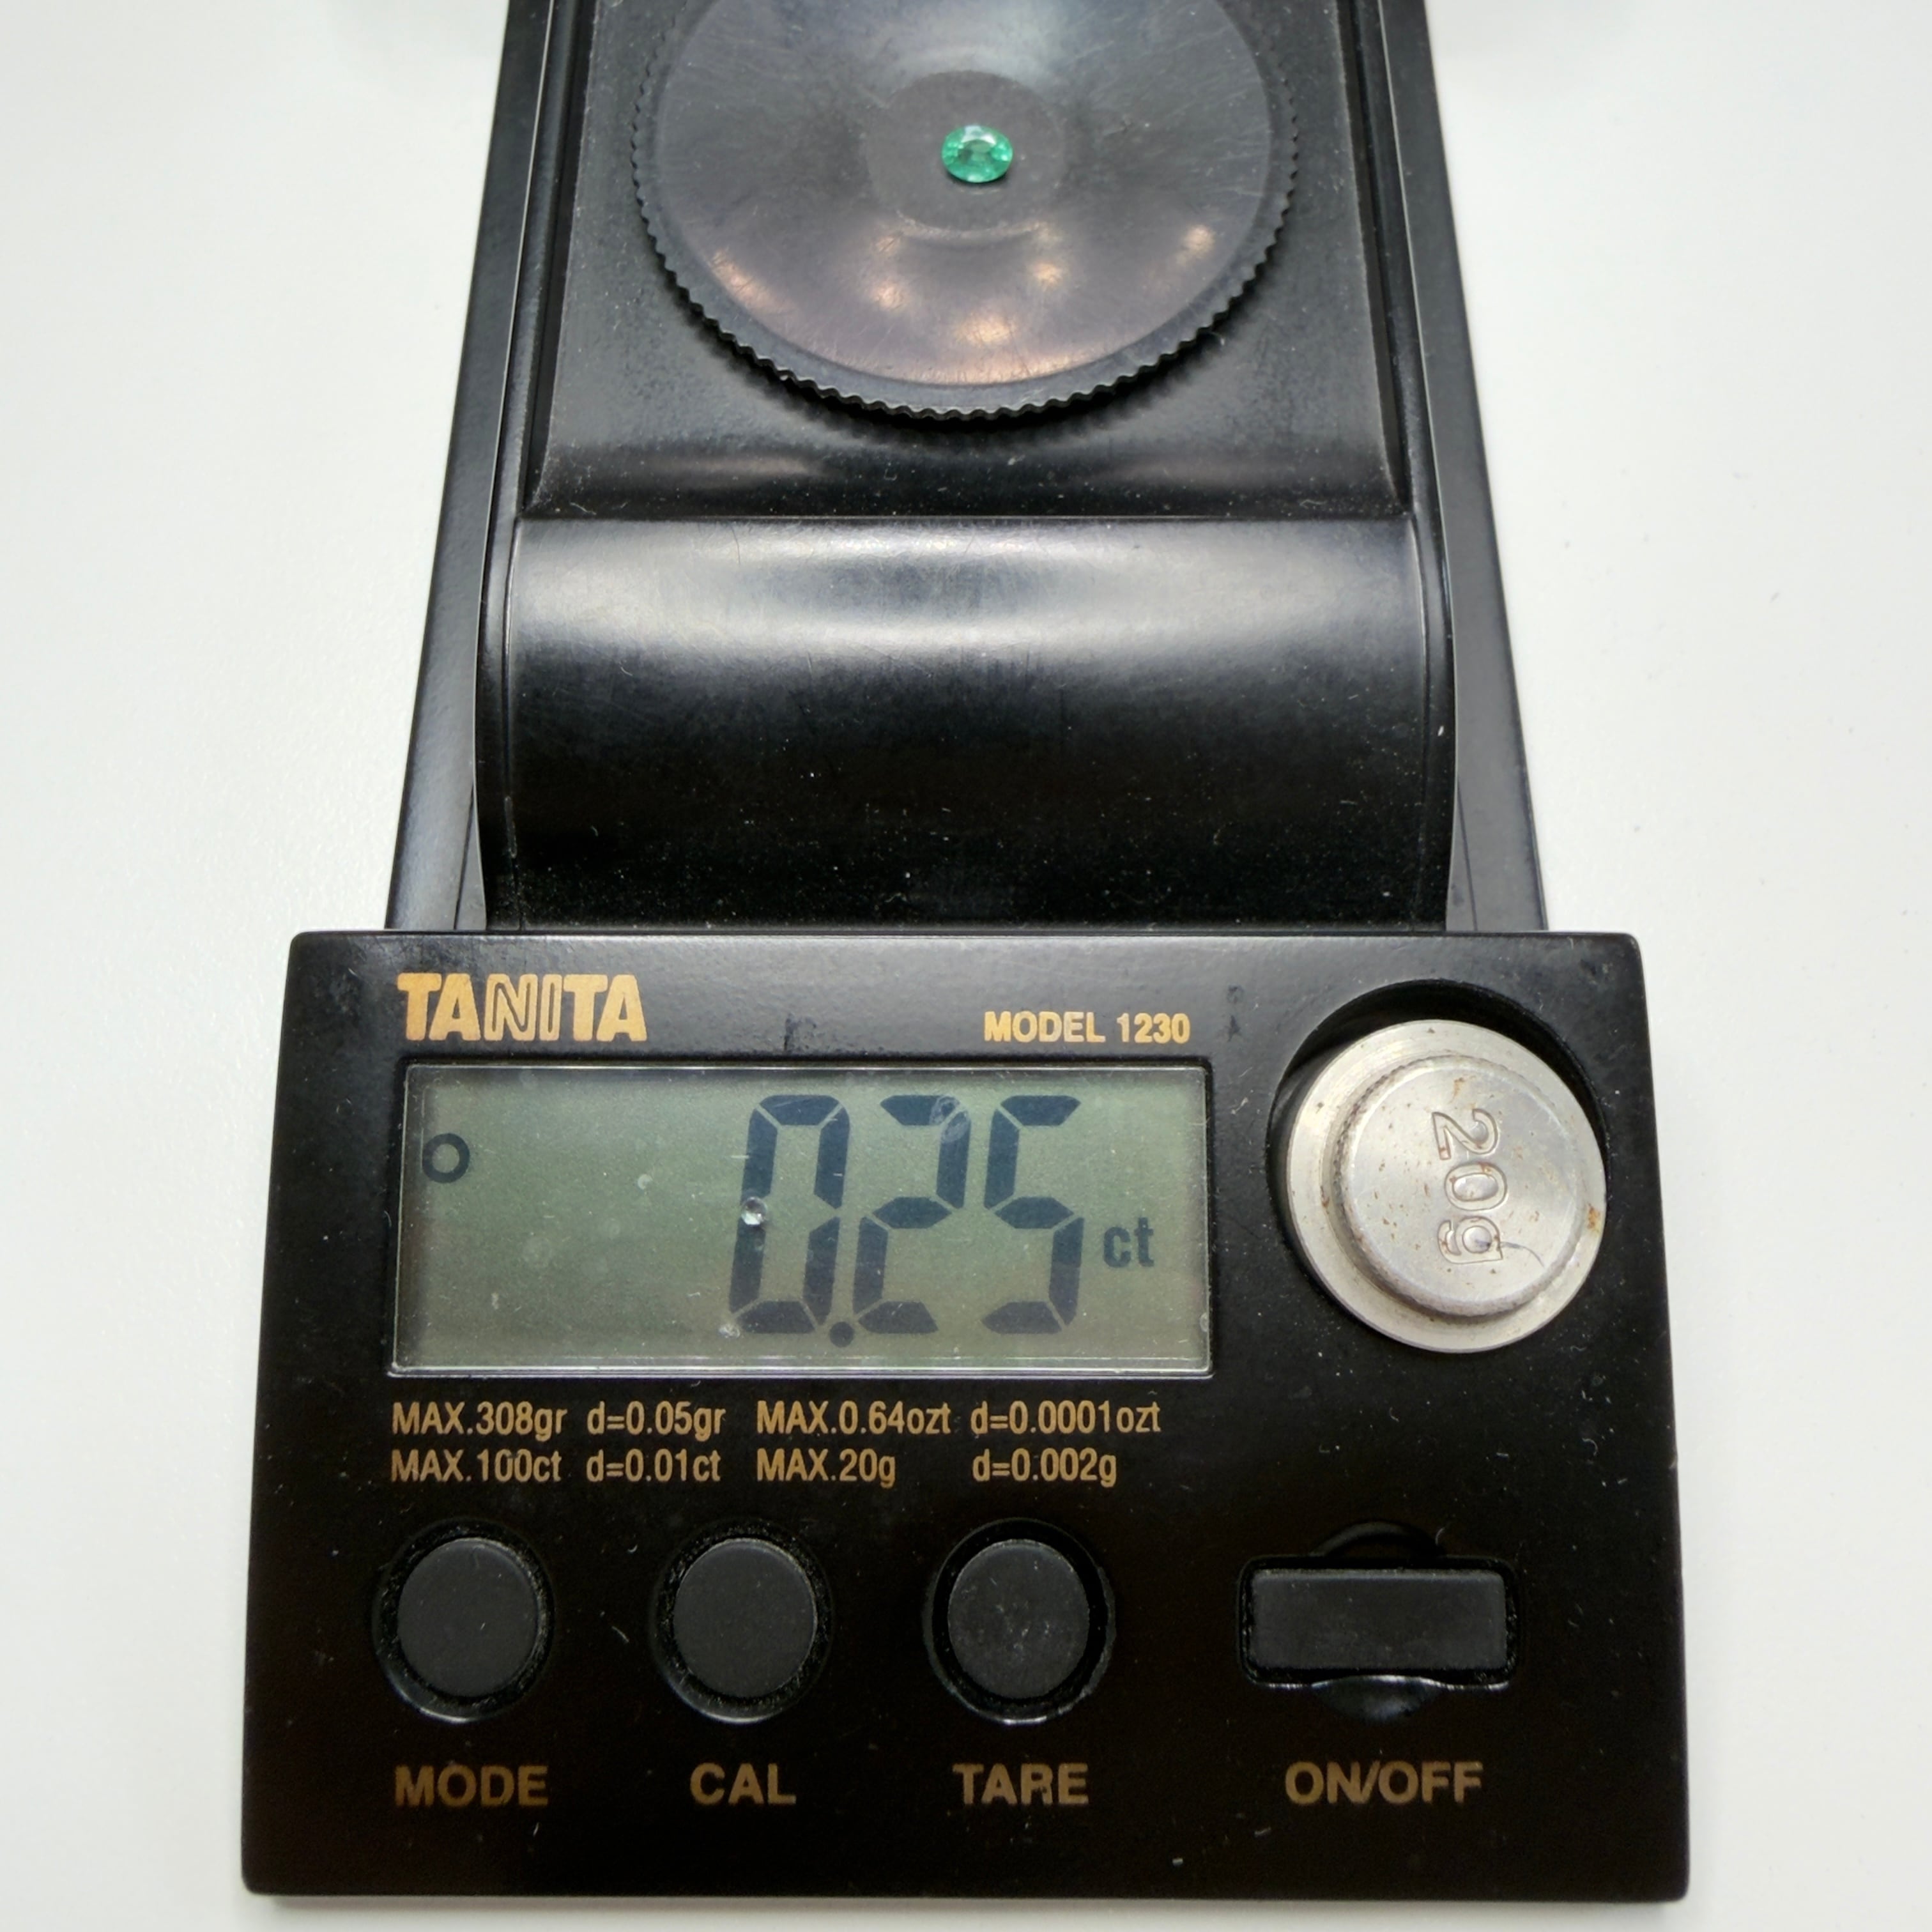 TANITA
MODEL 1230
0.25 ct
20g
MAX.308gr d=0.05gr MAX.0.64ozt d=0.0001ozt
MAX.100ct d=0.01ct MAX.20g d=0.002g
MODE CAL TARE ON/OFF